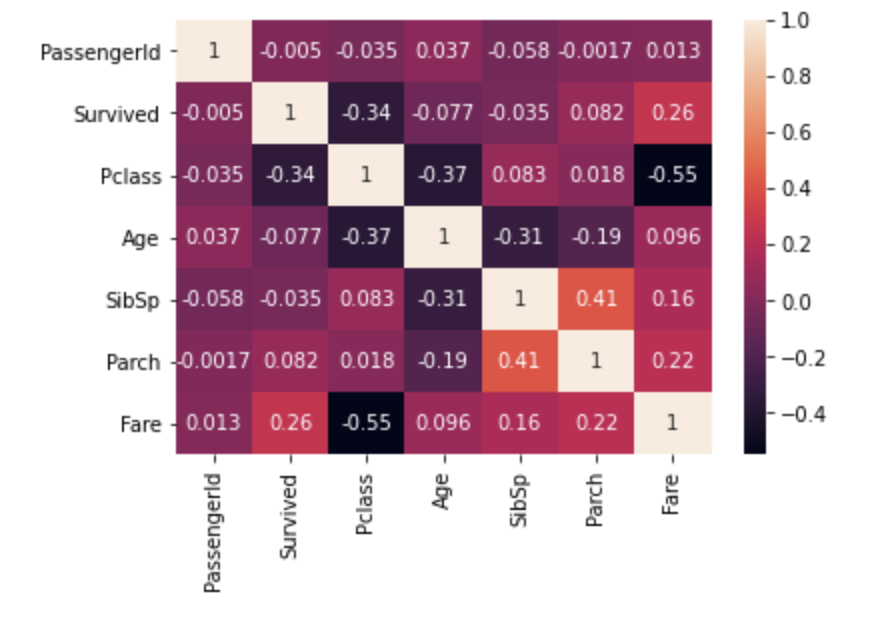 PassengerId 1 -0.005 -0.035 0.037 -0.058 -0.0017 0.013
Survived -0.005 1 -0.34 -0.077 -0.035 0.082 0.26
Pclass -0.035 -0.34 1 -0.37 0.083 0.018 -0.55
Age 0.037 -0.077 -0.37 1 -0.31 -0.19 0.096
SibSp -0.058 -0.035 0.083 -0.31 1 0.41 0.16
Parch -0.0017 0.082 0.018 -0.19 0.41 1 0.22
Fare 0.013 0.26 -0.55 0.096 0.16 0.22 1
PassengerId Survived Pclass Age SibSp Parch Fare
1.0
0.8
0.6
0.4
0.2
0.0
−0.2
−0.4